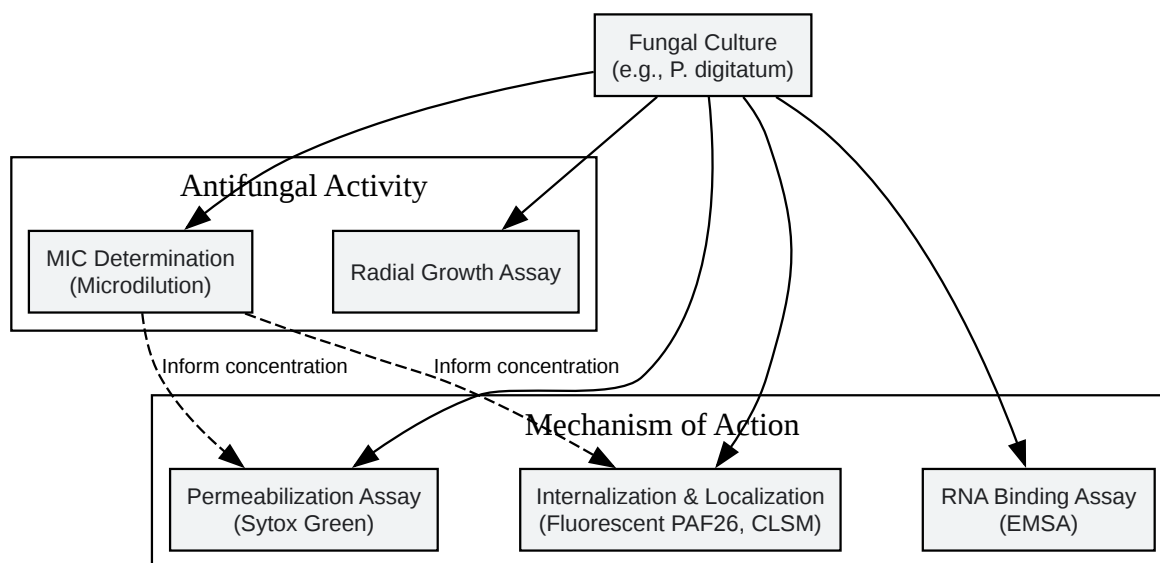 Fungal Culture
(e.g., P. digitatum)
Antifungal Activity
MIC Determination
(Microdilution)
Radial Growth Assay
Inform concentration
Inform concentration
Mechanism of Action
Permeabilization Assay
(Sytox Green)
Internalization & Localization
(Fluorescent PAF26, CLSM)
RNA Binding Assay
(EMSA)